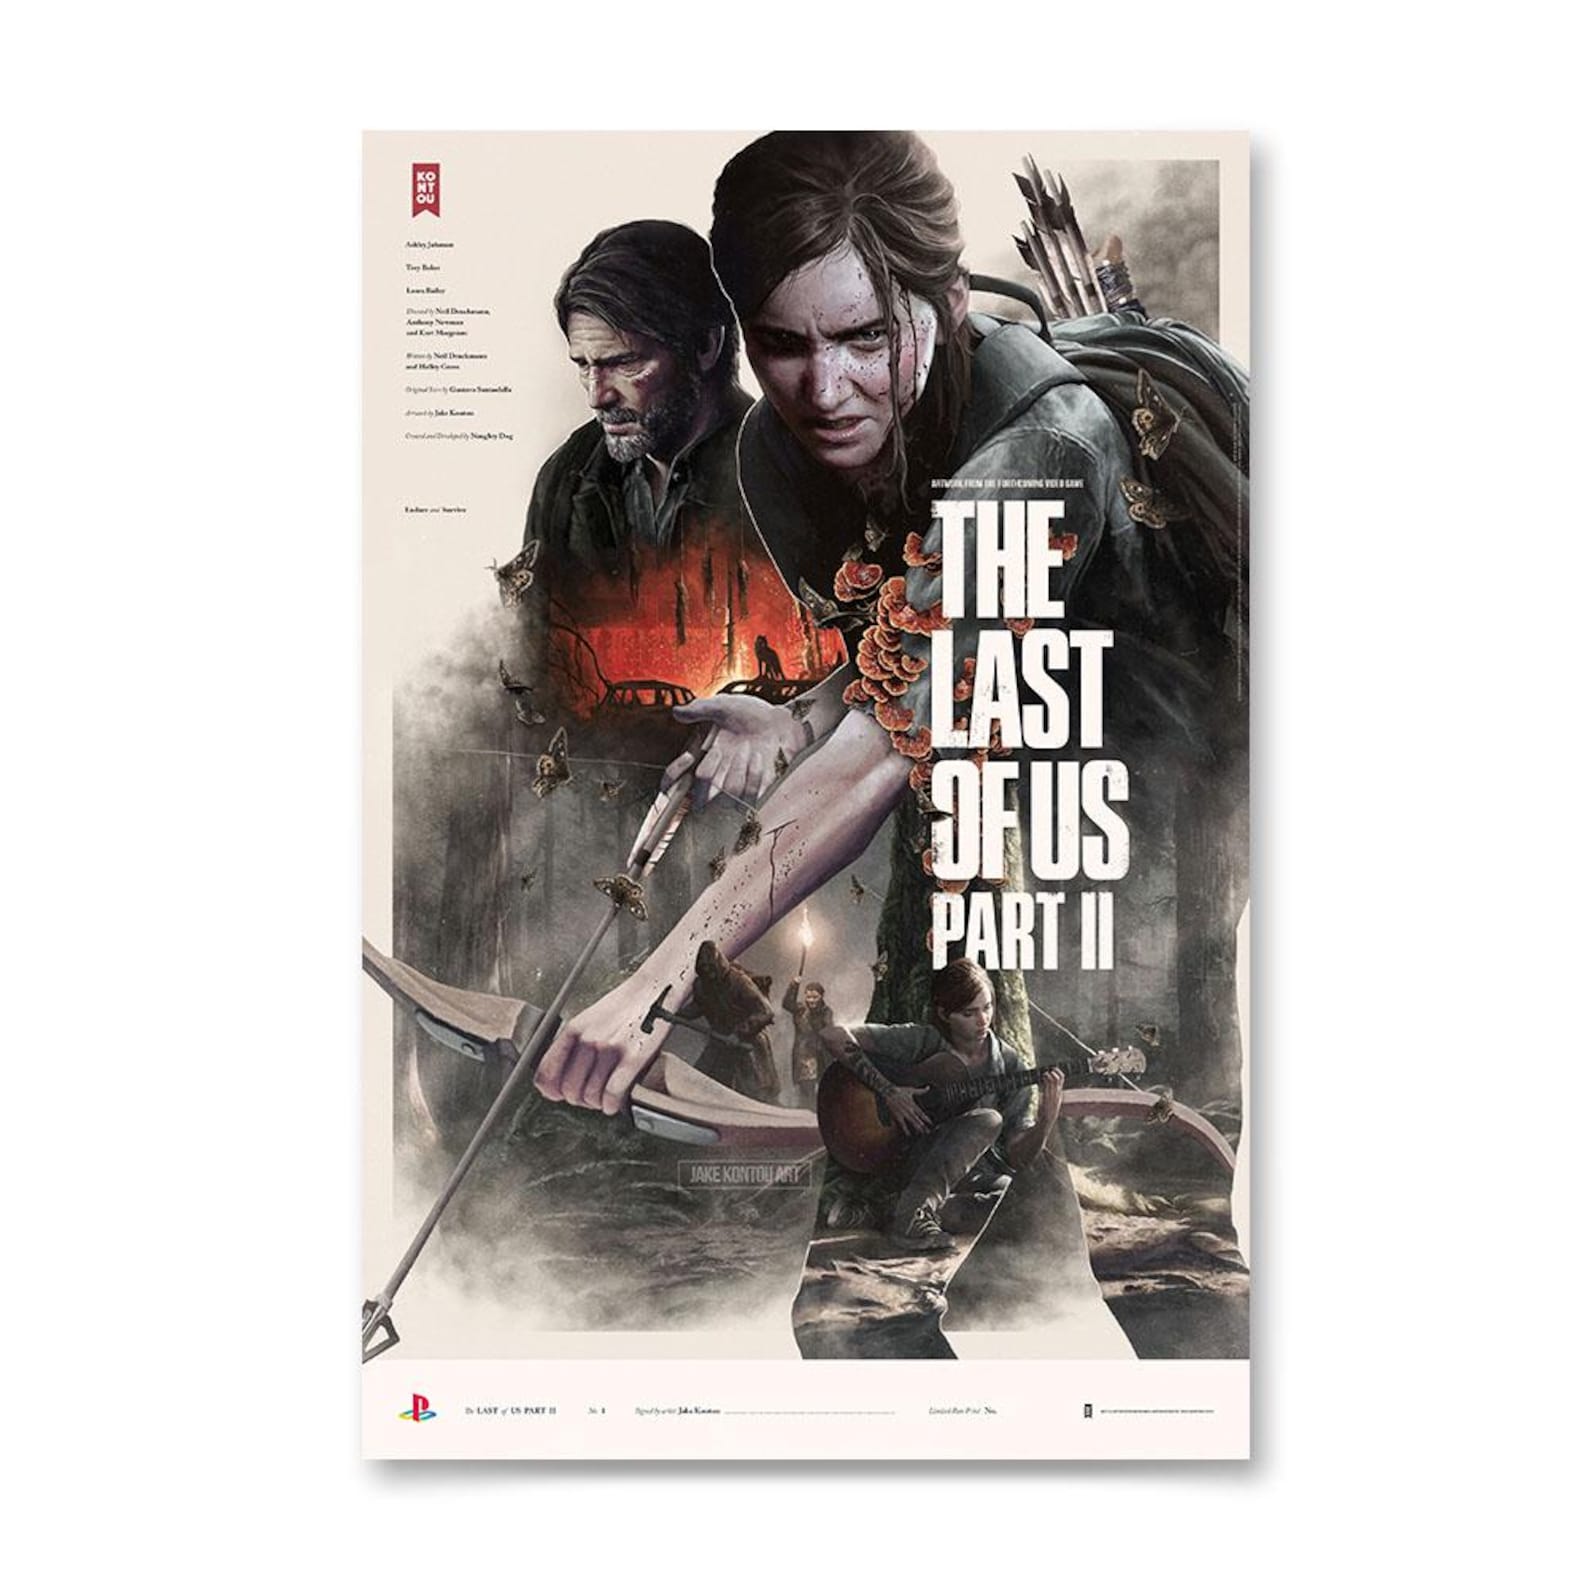 KO
NT
OU
Ashley Johnson
Troy Baker
Laura Bailey
Directed by Neil Druckmann,
Anthony Newman
and Kurt Margenau
Written by Neil Druckmann
and Halley Gross
Original Score by Gustavo Santaolalla
Artwork by Jake Kontou
Created and Developed by Naughty Dog
Endure and Survive
ARTWORK FROM THE FORTHCOMING VIDEO GAME
THE
LAST
OF US
PART II
JAKE KONTOU ART
The LAST of US PART II
Signed by artist Jake Kontou
Limited Run Print No.